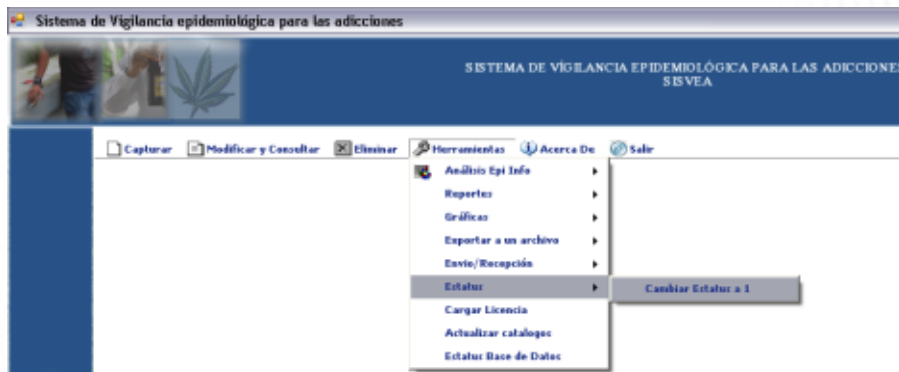 Sistema de Vigilancia epidemiológica para las adicciones
SISTEMA DE VÍGILANCIA EPIDEMIOLÓGICA PARA LAS ADICCIONES
SISVEA
Capturar Modificar y Consultar Eliminar Herramientas Acerca De Salir
Análisis Epi Info
Reportes
Gráficas
Exportar a un archivo
Envio/Recepción
Estatus Cambiar Estatus a 1
Cargar Licencia
Actualizar catalogos
Estatus Base de Datos